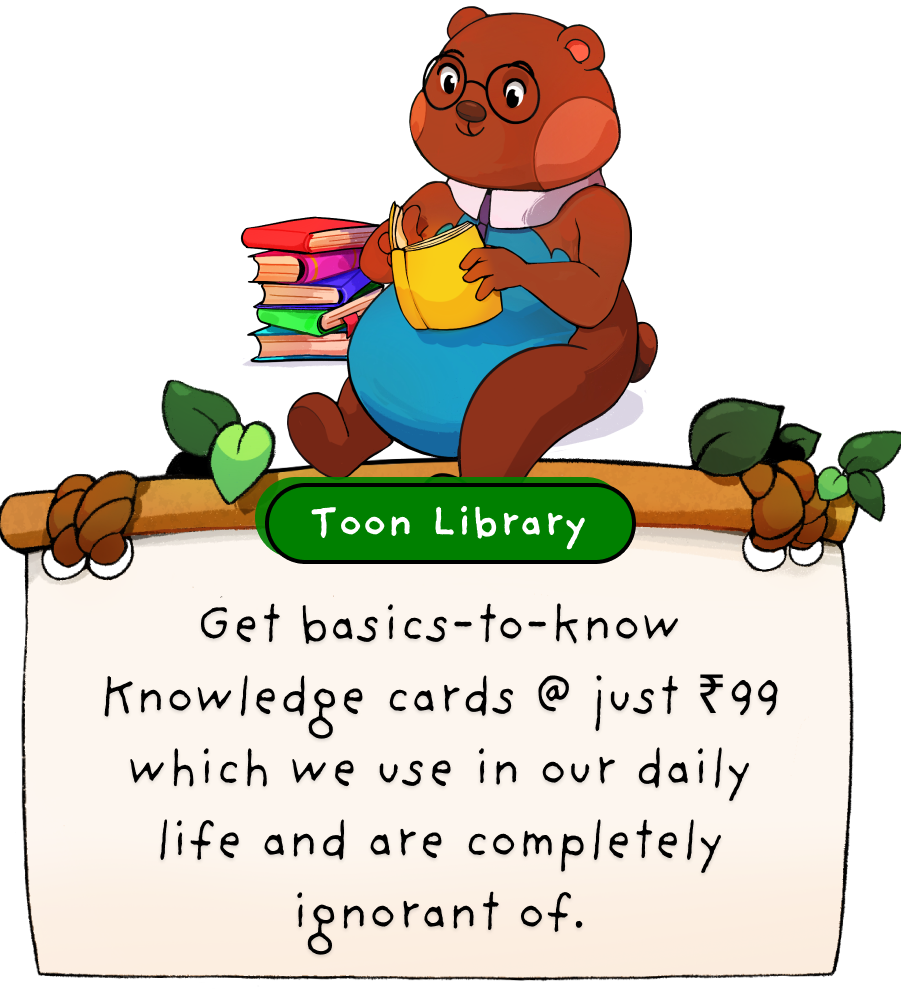 Toon Library
Get basics-to-know
Knowledge cards @ just ₹99
which we use in our daily
life and are completely
ignorant of.